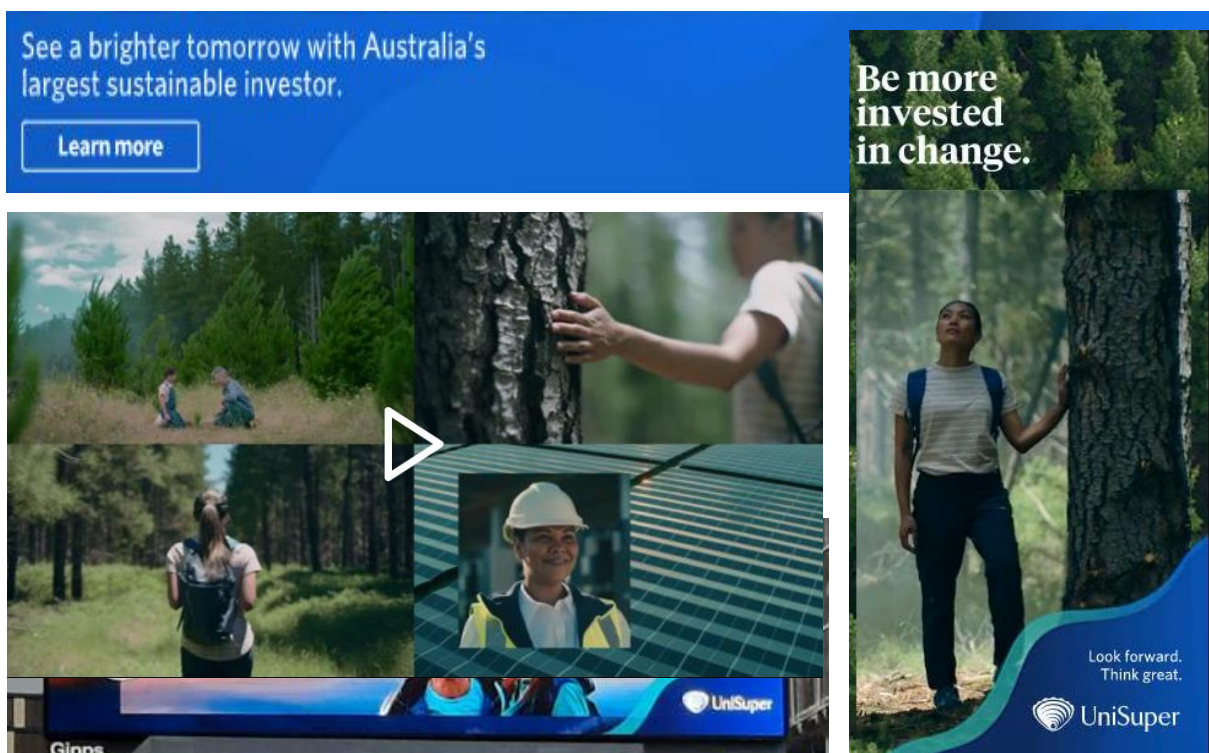 See a brighter tomorrow with Australia's
largest sustainable investor.
Learn more
Be more
invested
in change.
Look forward.
Think great.
UniSuper
UniSuper
Gipps